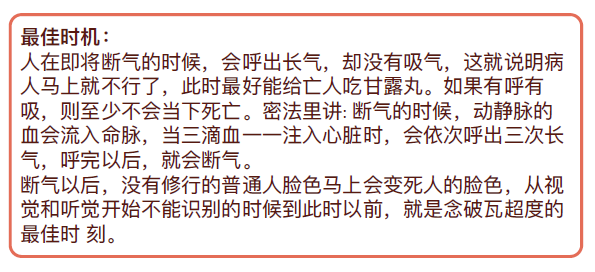 最佳时机：
人在即将断气的时候，会呼出长气，却没有吸气，这就说明病
人马上就不行了，此时最好能给亡人吃甘露丸。如果有呼有
吸，则至少不会当下死亡。密法里讲: 断气的时候，动静脉的
血会流入命脉，当三滴血一一注入心脏时，会依次呼出三次长
气，呼完以后，就会断气。
断气以后，没有修行的普通人脸色马上会变死人的脸色，从视
觉和听觉开始不能识别的时候到此时以前，就是念破瓦超度的
最佳时 刻。